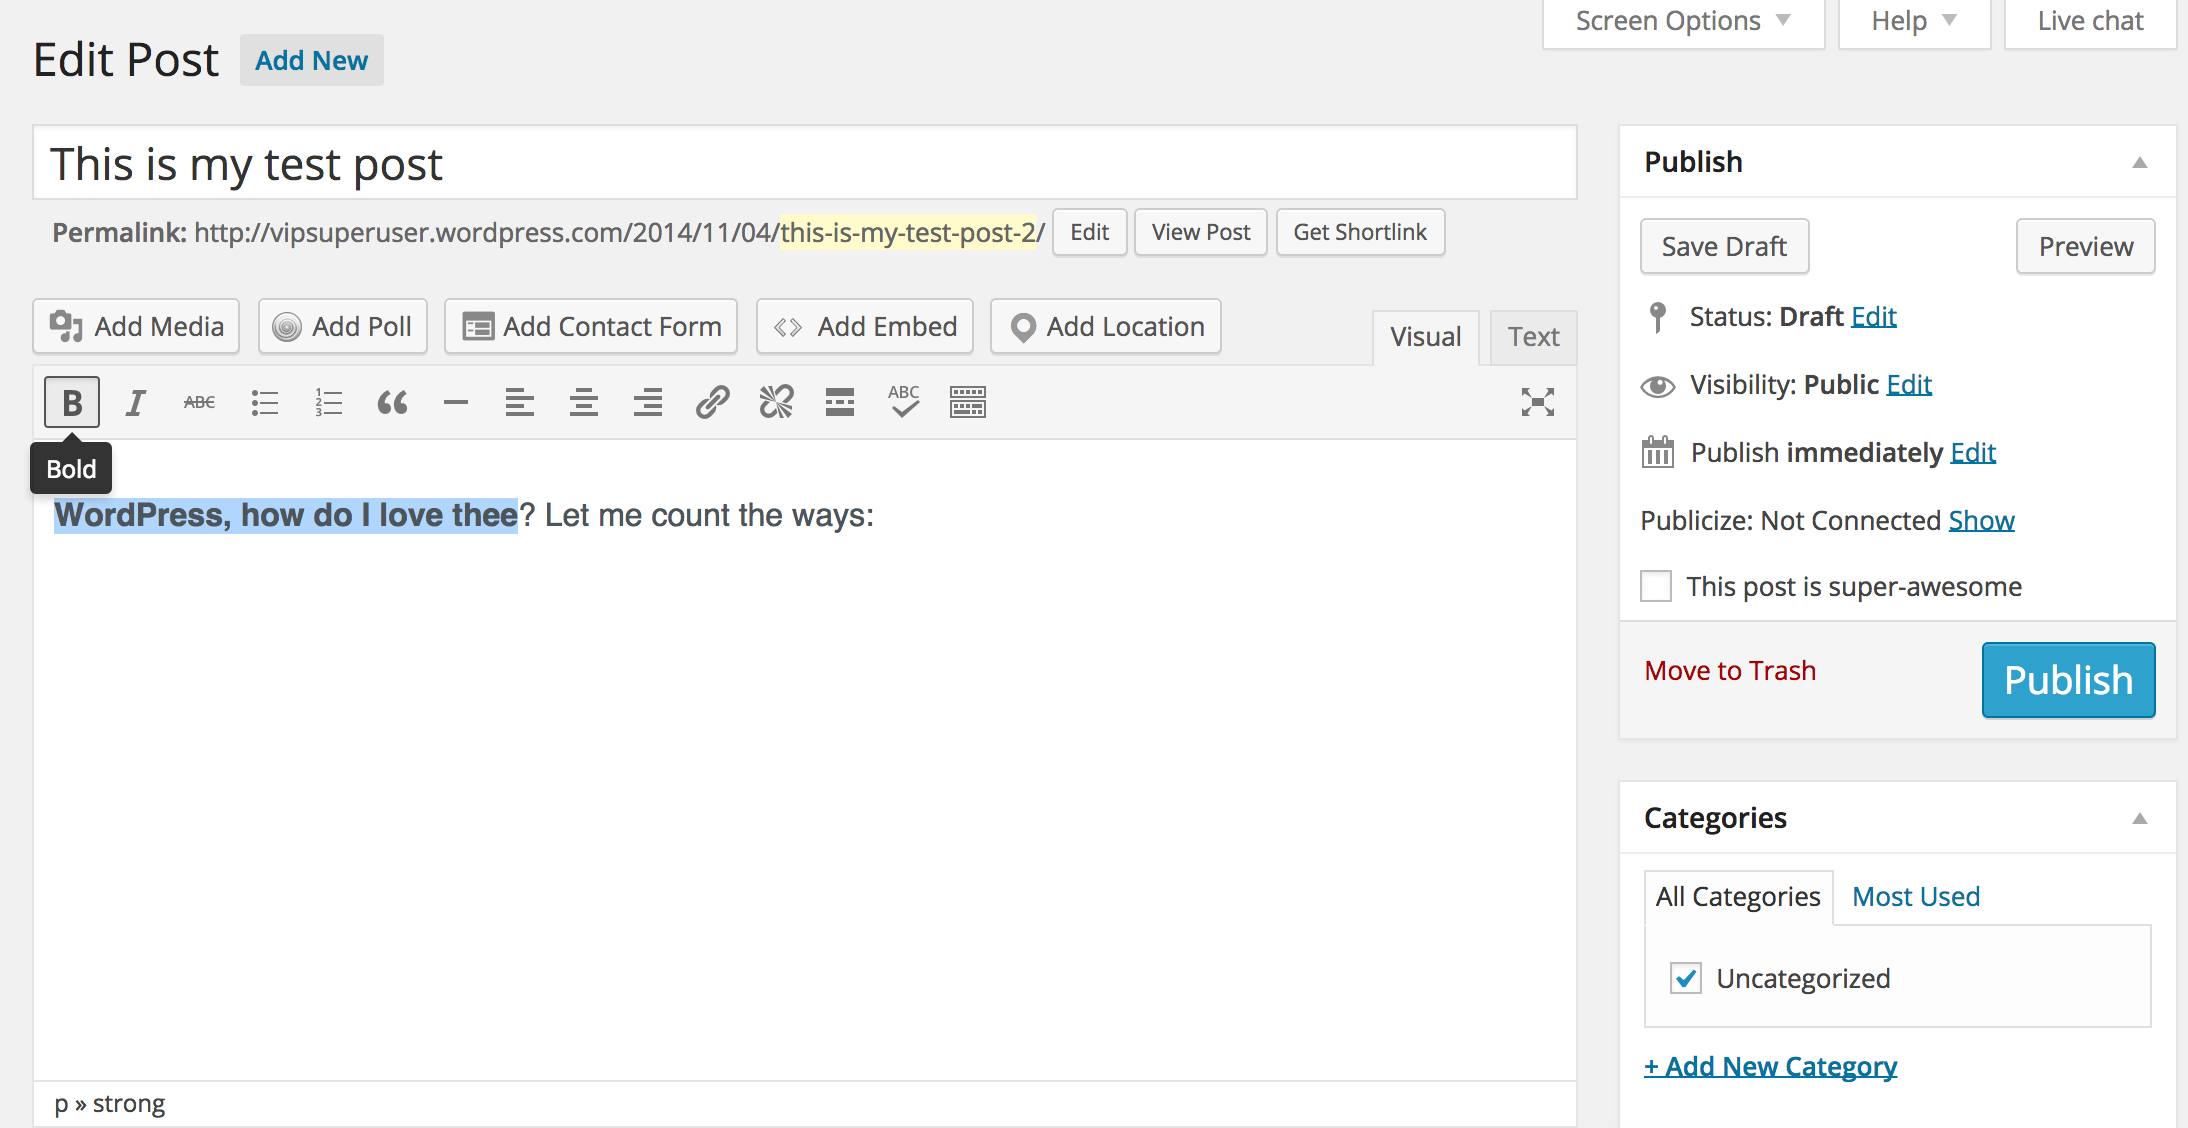 Screen Options Help Live chat
Edit Post Add New
This is my test post
Permalink: http://vipsuperuser.wordpress.com/2014/11/04/this-is-my-test-post-2/ Edit View Post Get Shortlink
Add Media Add Poll Add Contact Form Add Embed Add Location Visual Text
B I ABC 1 2 3 “ ABC
Bold
WordPress, how do I love thee? Let me count the ways:
p » strong
Publish
Save Draft Preview
Status: Draft Edit
Visibility: Public Edit
Publish immediately Edit
Publicize: Not Connected Show
This post is super-awesome
Move to Trash Publish
Categories
All Categories Most Used
Uncategorized
+ Add New Category